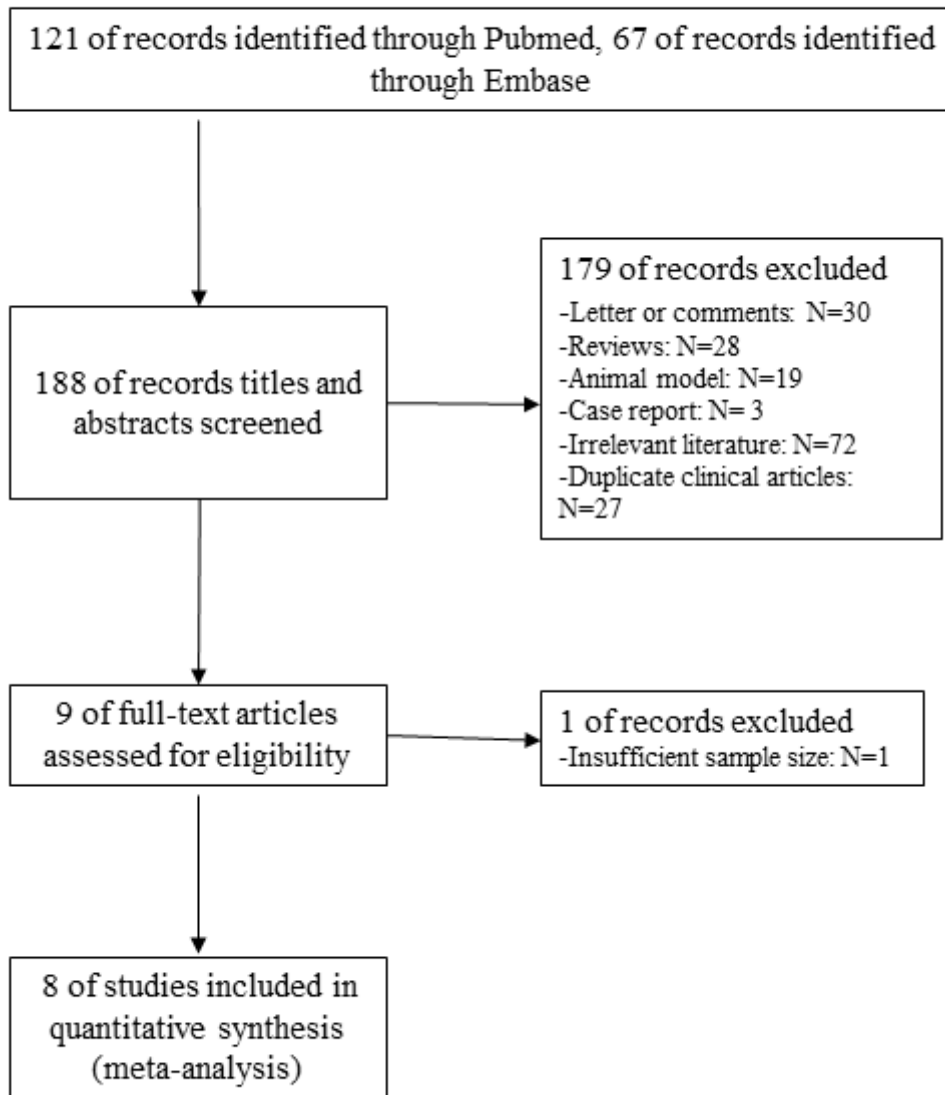 121 of records identified through Pubmed, 67 of records identified
through Embase
179 of records excluded
-Letter or comments: N=30
-Reviews: N=28
-Animal model: N=19
-Case report: N= 3
-Irrelevant literature: N=72
-Duplicate clinical articles:
N=27
188 of records titles and
abstracts screened
9 of full-text articles
assessed for eligibility
1 of records excluded
-Insufficient sample size: N=1
8 of studies included in
quantitative synthesis
(meta-analysis)